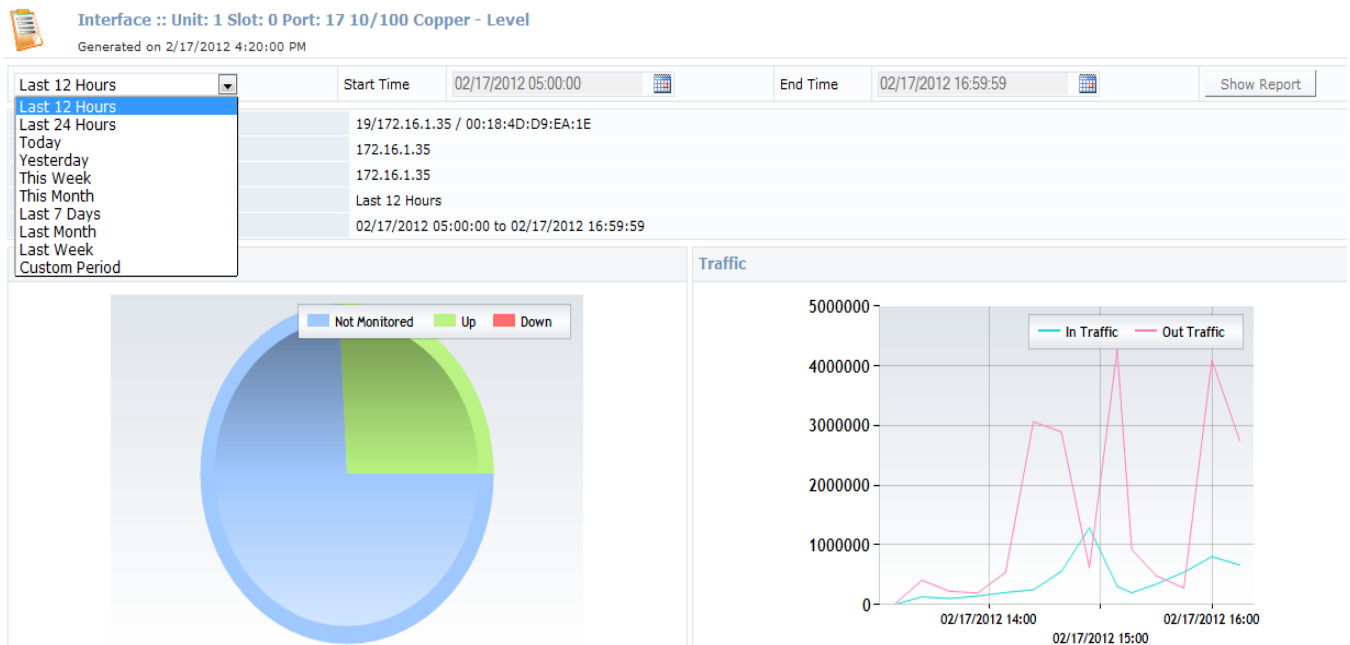 Interface :: Unit: 1 Slot: 0 Port: 17 10/100 Copper - Level
Generated on 2/17/2012 4:20:00 PM
Last 12 Hours
Start Time
02/17/2012 05:00:00
End Time
02/17/2012 16:59:59
Show Report
Last 12 Hours
Last 24 Hours
Today
Yesterday
This Week
This Month
Last 7 Days
Last Month
Last Week
Custom Period
19/172.16.1.35 / 00:18:4D:D9:EA:1E
172.16.1.35
172.16.1.35
Last 12 Hours
02/17/2012 05:00:00 to 02/17/2012 16:59:59
Not Monitored
Up
Down
Traffic
In Traffic
Out Traffic
5000000
4000000
3000000
2000000
1000000
0
02/17/2012 14:00
02/17/2012 15:00
02/17/2012 16:00